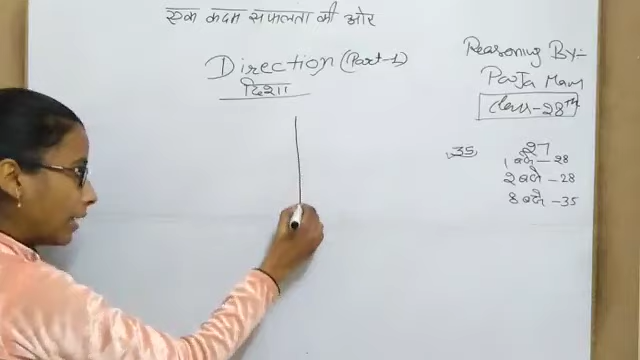 एक कदम सफलता की ओर
Direction (Part-1)
दिशा
Reasoning By:-
Pooja Mam
Class-28th
35
27
1 बजे - 28
2 बजे - 28
8 बजे - 35